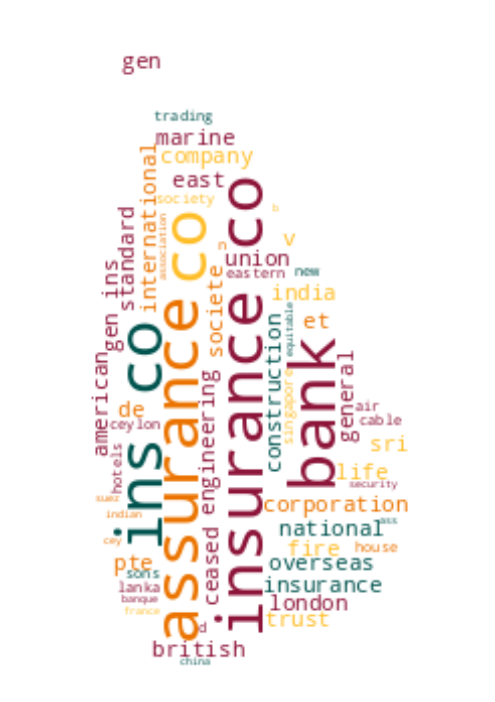 gen
trading
marine
company
international
east
society
insurance co
assurance co
association
standard
b
v
n
union
eastern
new
gen ins
societe
india
equitable
et
ins co
construction
bank
american
general
singapore
engineering
de
air
cable
ceylon
sri
hotels
life
security
suez
corporation
indian
national
ass
ceased
cey
fire
house
pte
overseas
sons
insurance
lanka
banque
london
france
trust
d
british
china